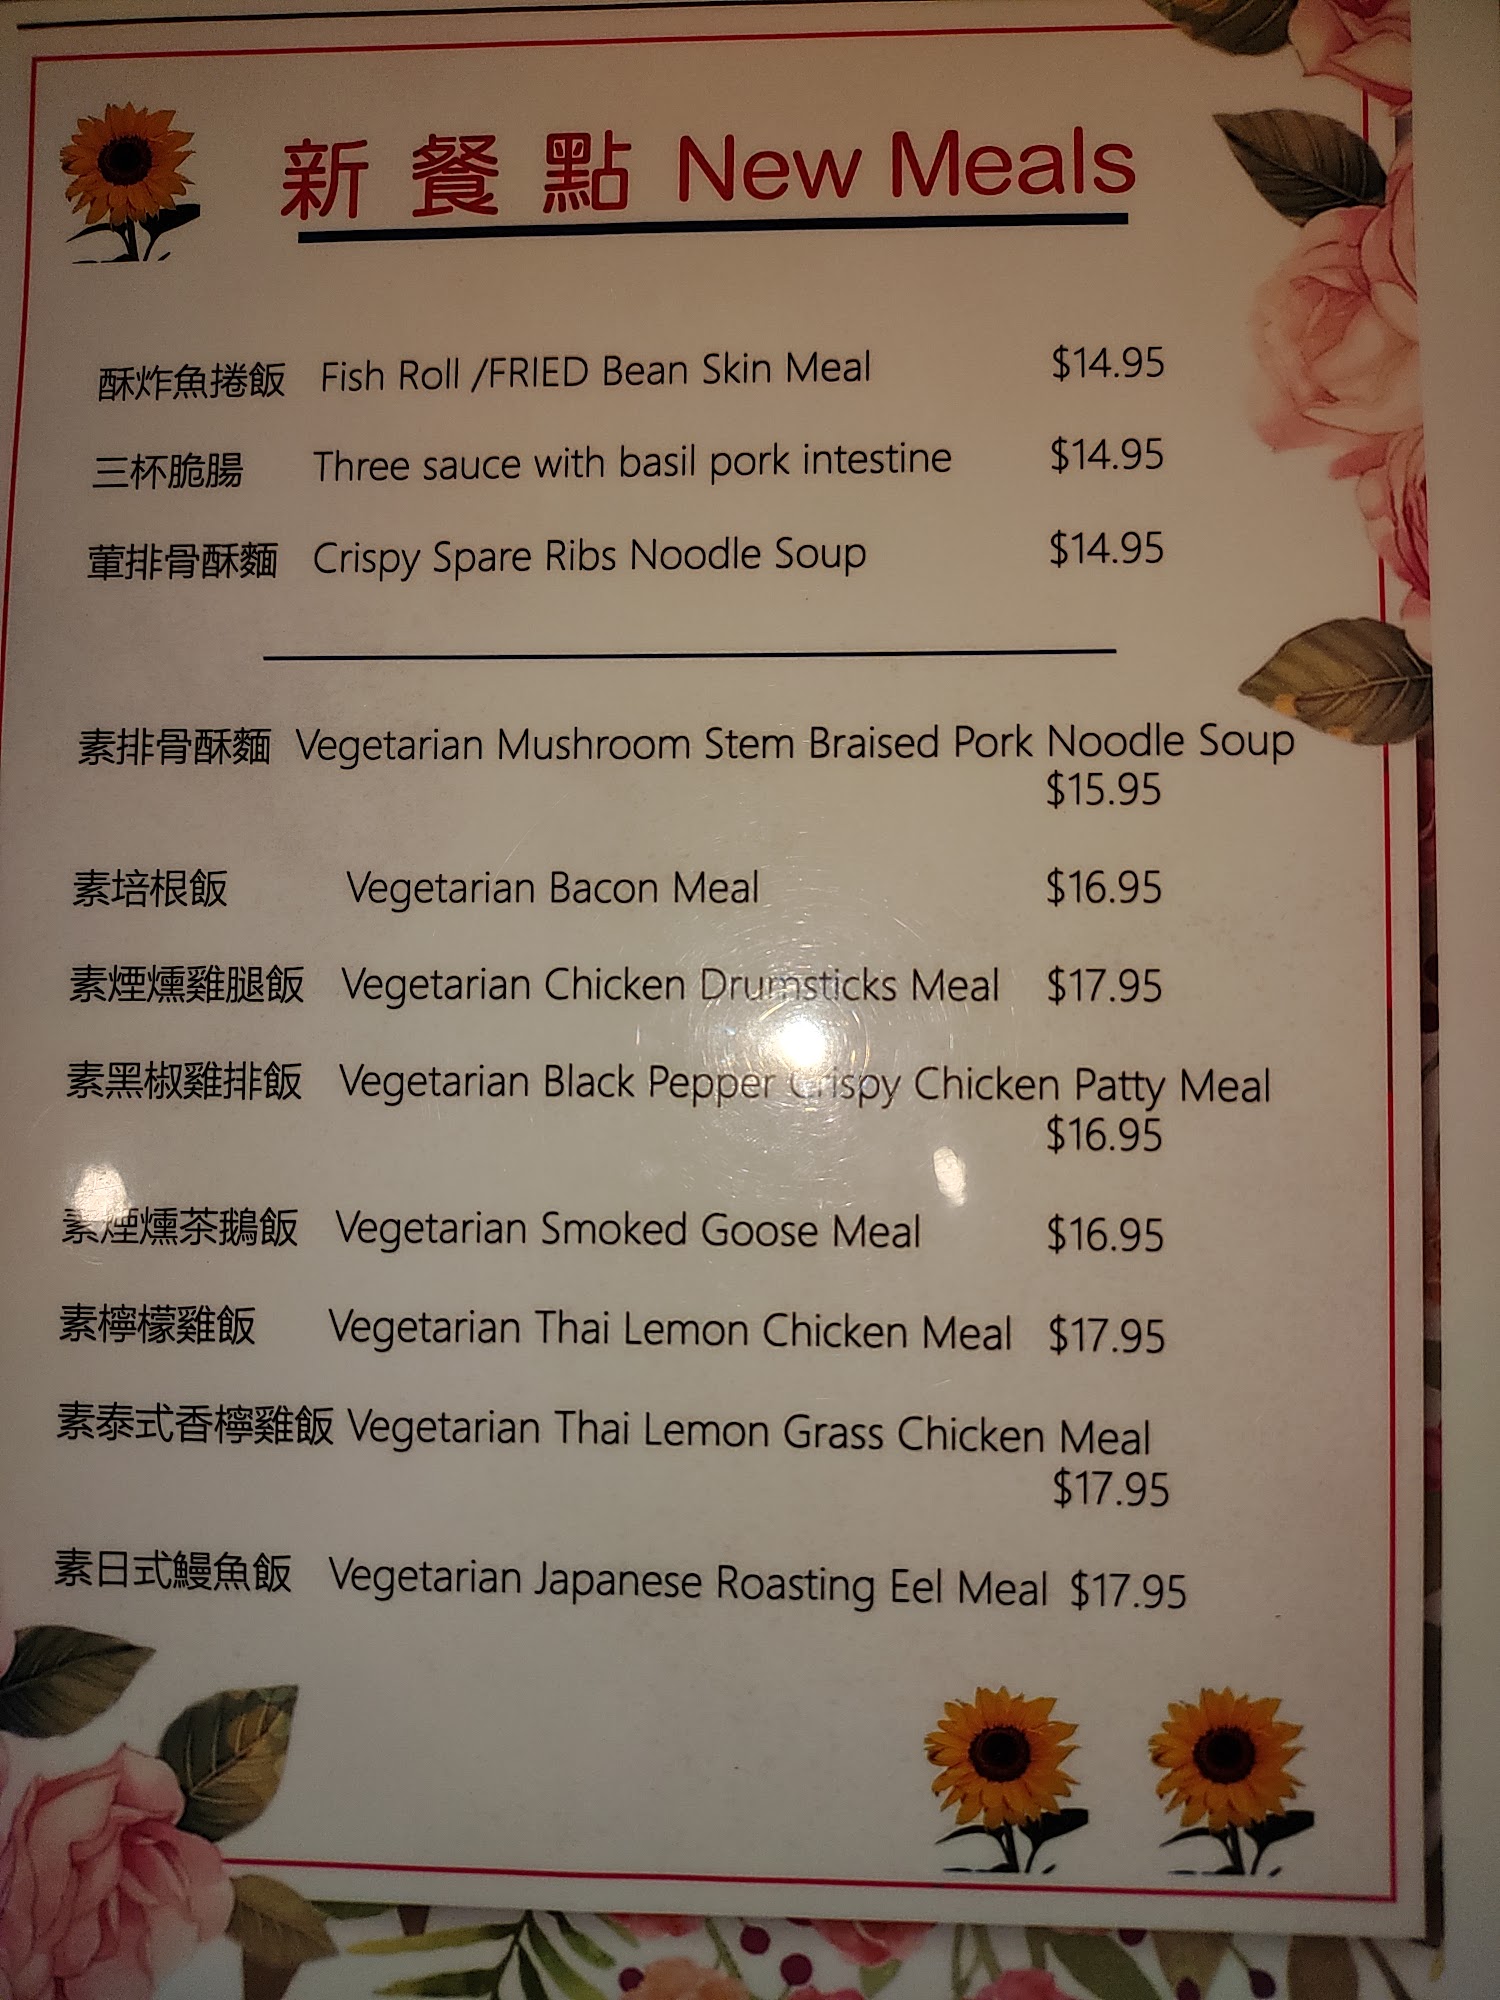 新餐點 New Meals
酥炸魚捲飯 Fish Roll /FRIED Bean Skin Meal $14.95
三杯脆腸 Three sauce with basil pork intestine $14.95
葷排骨酥麵 Crispy Spare Ribs Noodle Soup $14.95
素排骨酥麵 Vegetarian Mushroom Stem Braised Pork Noodle Soup
$15.95
素培根飯 Vegetarian Bacon Meal $16.95
素煙燻雞腿飯 Vegetarian Chicken Drumsticks Meal $17.95
素黑椒雞排飯 Vegetarian Black Pepper Crispy Chicken Patty Meal
$16.95
素煙燻茶鵝飯 Vegetarian Smoked Goose Meal $16.95
素檸檬雞飯 Vegetarian Thai Lemon Chicken Meal $17.95
素泰式香檸雞飯 Vegetarian Thai Lemon Grass Chicken Meal
$17.95
素日式鰻魚飯 Vegetarian Japanese Roasting Eel Meal $17.95